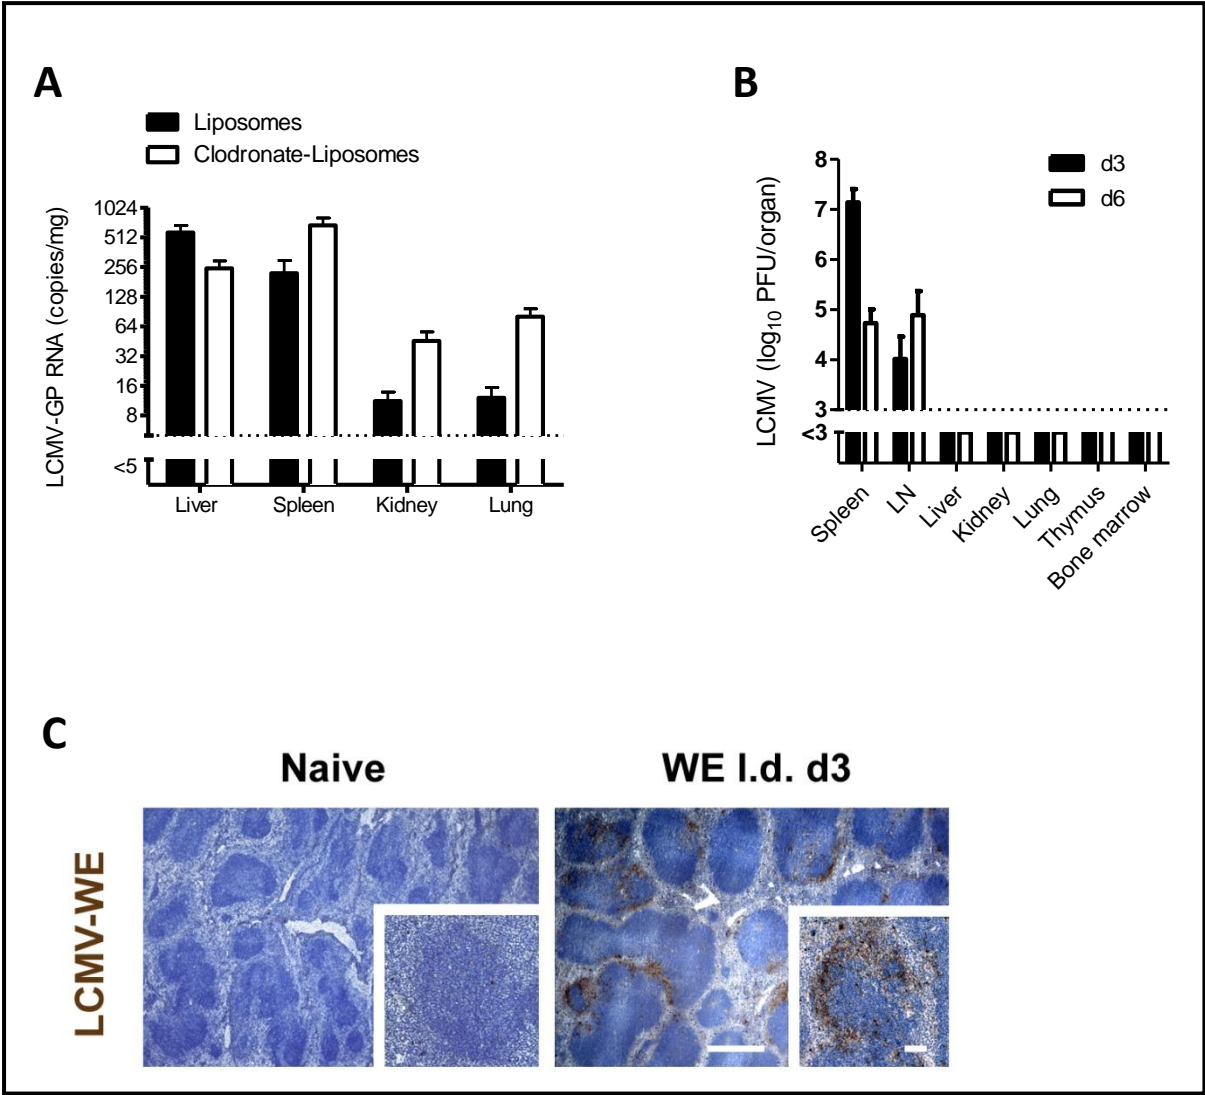 A
Liposomes
Clodronate-Liposomes
LCMV-GP RNA (copies/mg)
1024
512
256
128
64
32
16
8
<5
Liver Spleen Kidney Lung
B
d3
d6
LCMV (log10 PFU/organ)
8
7
6
5
4
3
<3
Spleen
LN
Liver
Kidney
Lung
Thymus
Bone marrow
C
Naive
WE l.d. d3
LCMV-WE